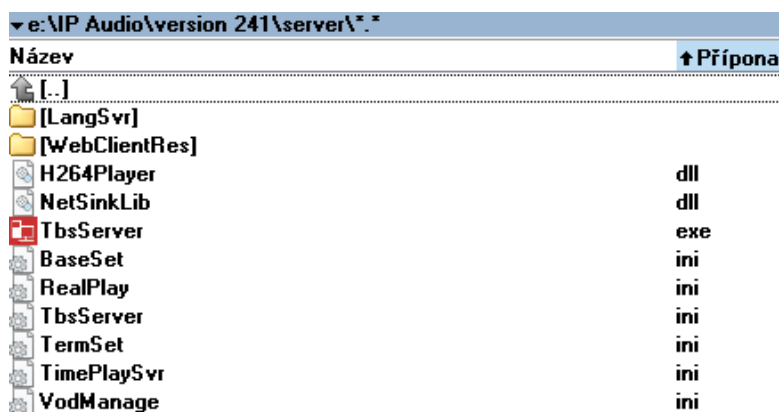 e:\IP Audio\version 241\server\*.*
Název Přípona
[..]
[LangSvr]
[WebClientRes]
H264Player dll
NetSinkLib dll
TbsServer exe
BaseSet ini
RealPlay ini
TbsServer ini
TermSet ini
TimePlaySvr ini
VodManage ini